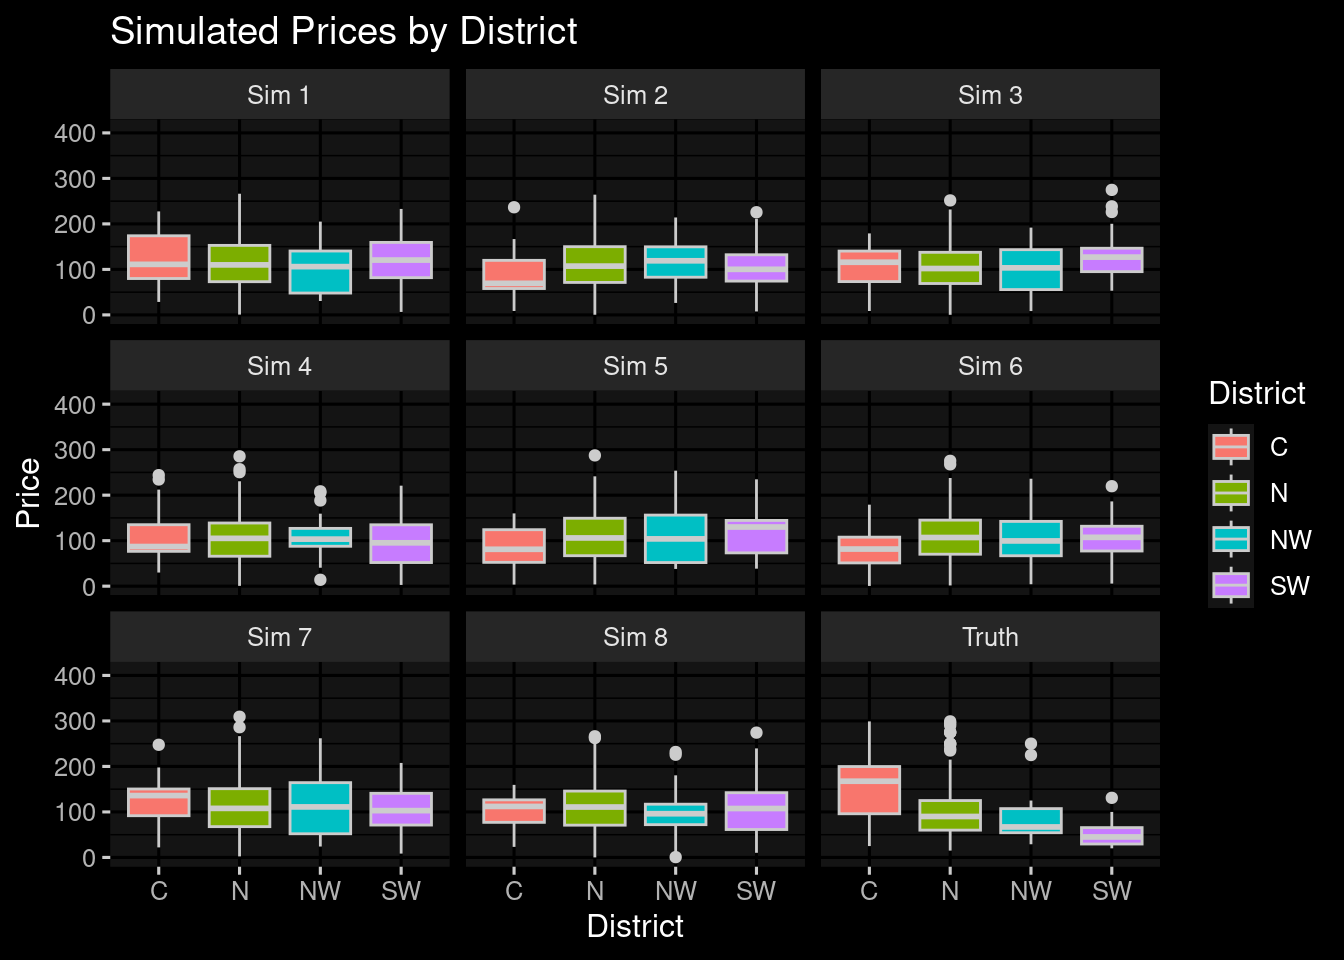 Simulated Prices by District
Sim 1 Sim 2 Sim 3
400
300
200
100
0
Sim 4 Sim 5 Sim 6
400
300
200
100
0
Sim 7 Sim 8 Truth
400
300
200
100
0
C N NW SW C N NW SW C N NW SW
District
Price
District
C
N
NW
SW